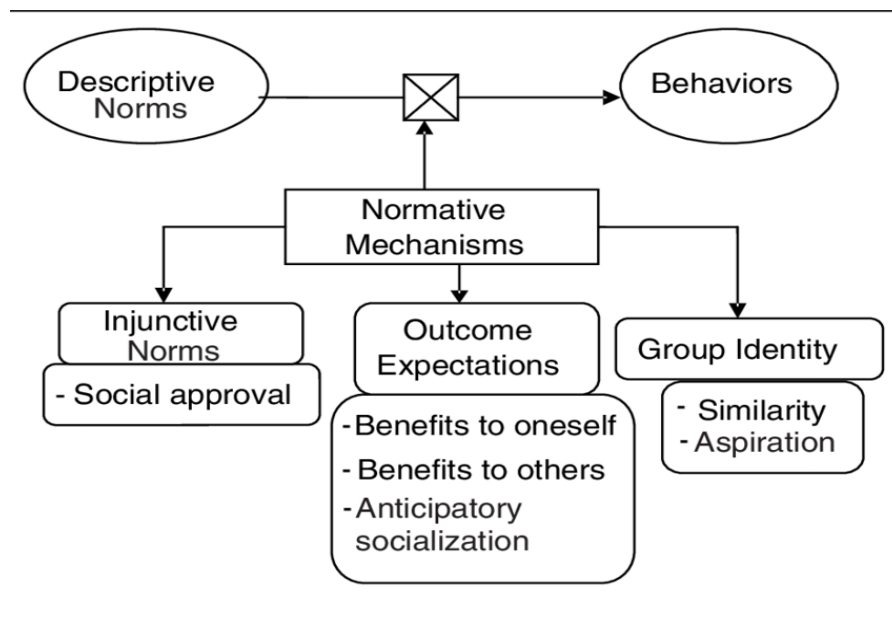 Descriptive
Norms
Behaviors
Normative
Mechanisms
Injunctive
Norms
- Social approval
Outcome
Expectations
-Benefits to oneself
-Benefits to others
-Anticipatory
socialization
Group Identity
- Similarity
- Aspiration